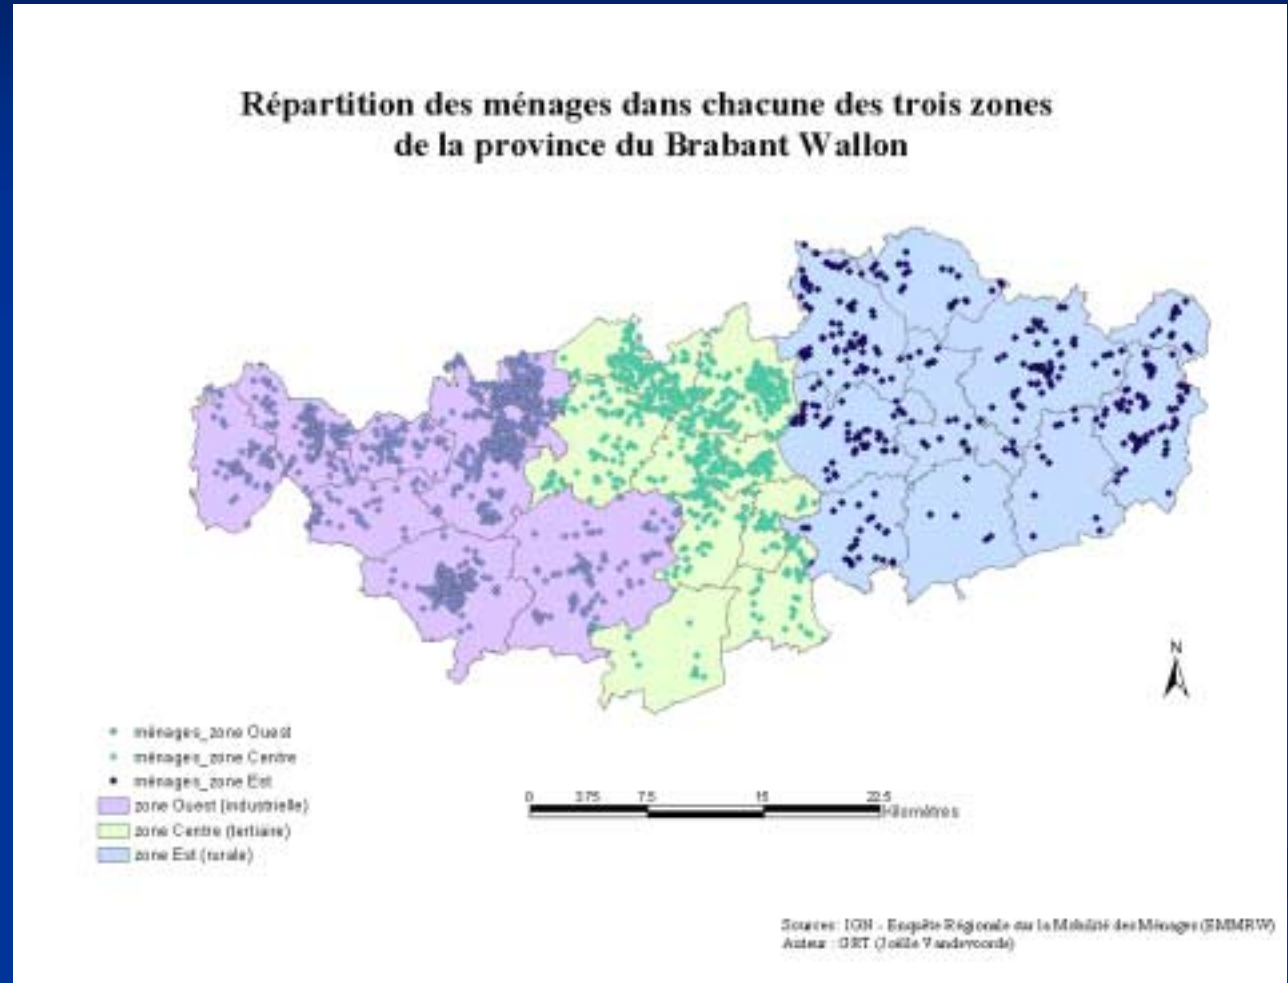 Répartition des ménages dans chacune des trois zones
de la province du Brabant Wallon
N
ménages_zone Ouest
ménages_zone Centre
ménages_zone Est
zone Ouest (industrielle)
zone Centre (tertiaire)
zone Est (rurale)
0 3.75 7.5 15 22.5
Kilomètres
Sources: IGN - Enquête Régionale sur la Mobilité des Ménages (EMMRW)
Auteur : GRT (Joëlle Vandevoorde)